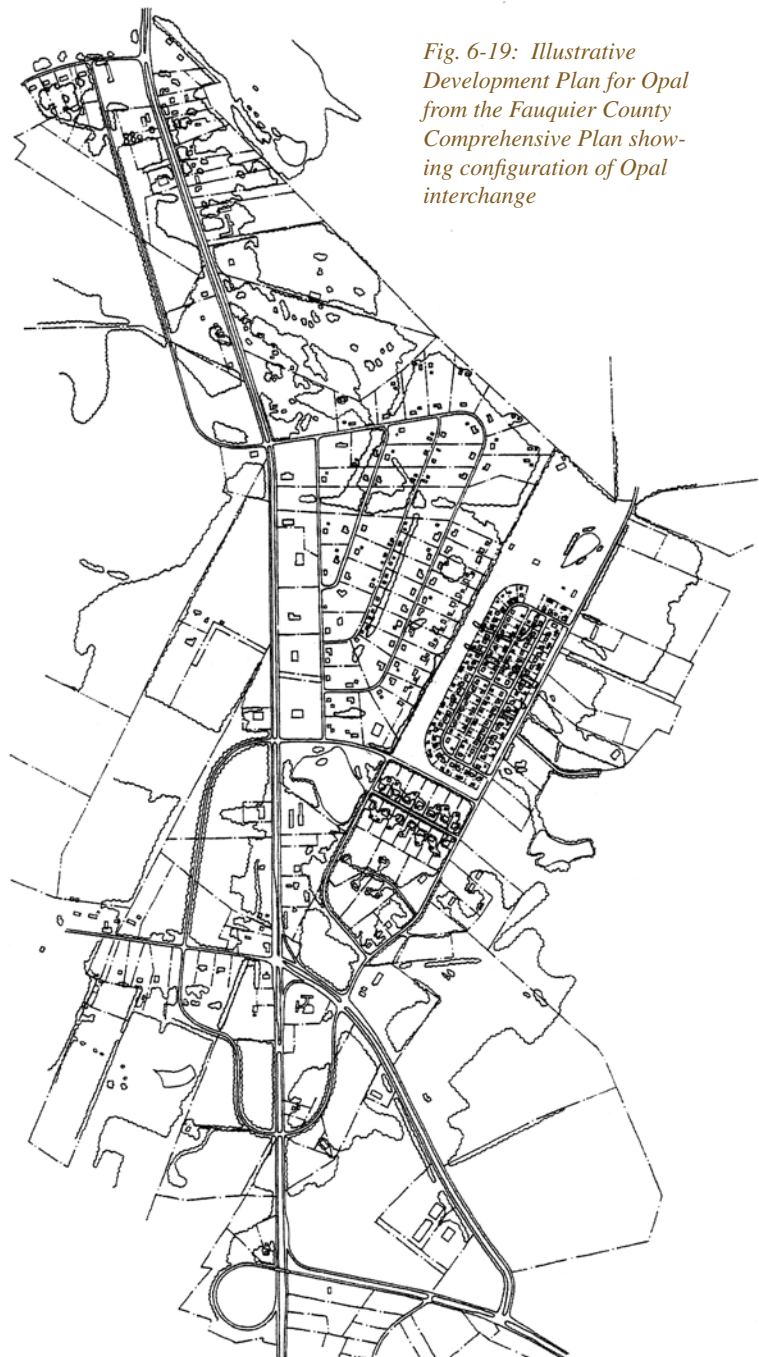 Fig. 6-19:  Illustrative
Development Plan for Opal
from the Fauquier County
Comprehensive Plan show-
ing configuration of Opal
interchange